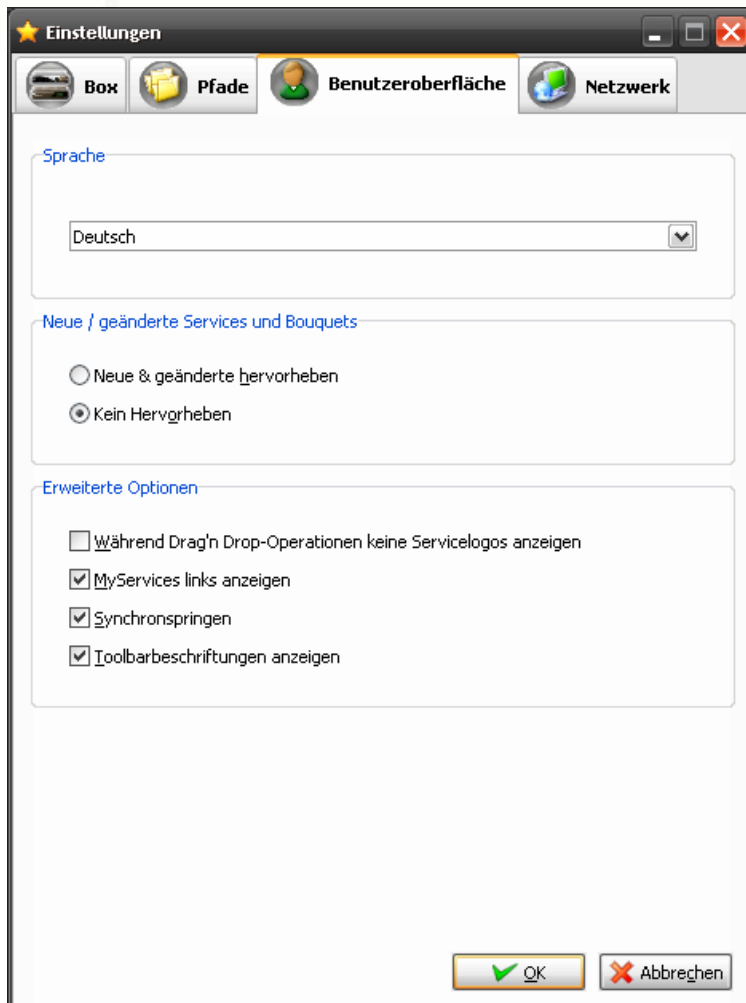 Einstellungen
Box Pfade Benutzeroberfläche Netzwerk
Sprache
Deutsch
Neue / geänderte Services und Bouquets
Neue & geänderte hervorheben
Kein Hervorheben
Erweiterte Optionen
Während Drag'n Drop-Operationen keine Servicelogos anzeigen
MyServices links anzeigen
Synchronspringen
Toolbarbeschriftungen anzeigen
OK Abbrechen